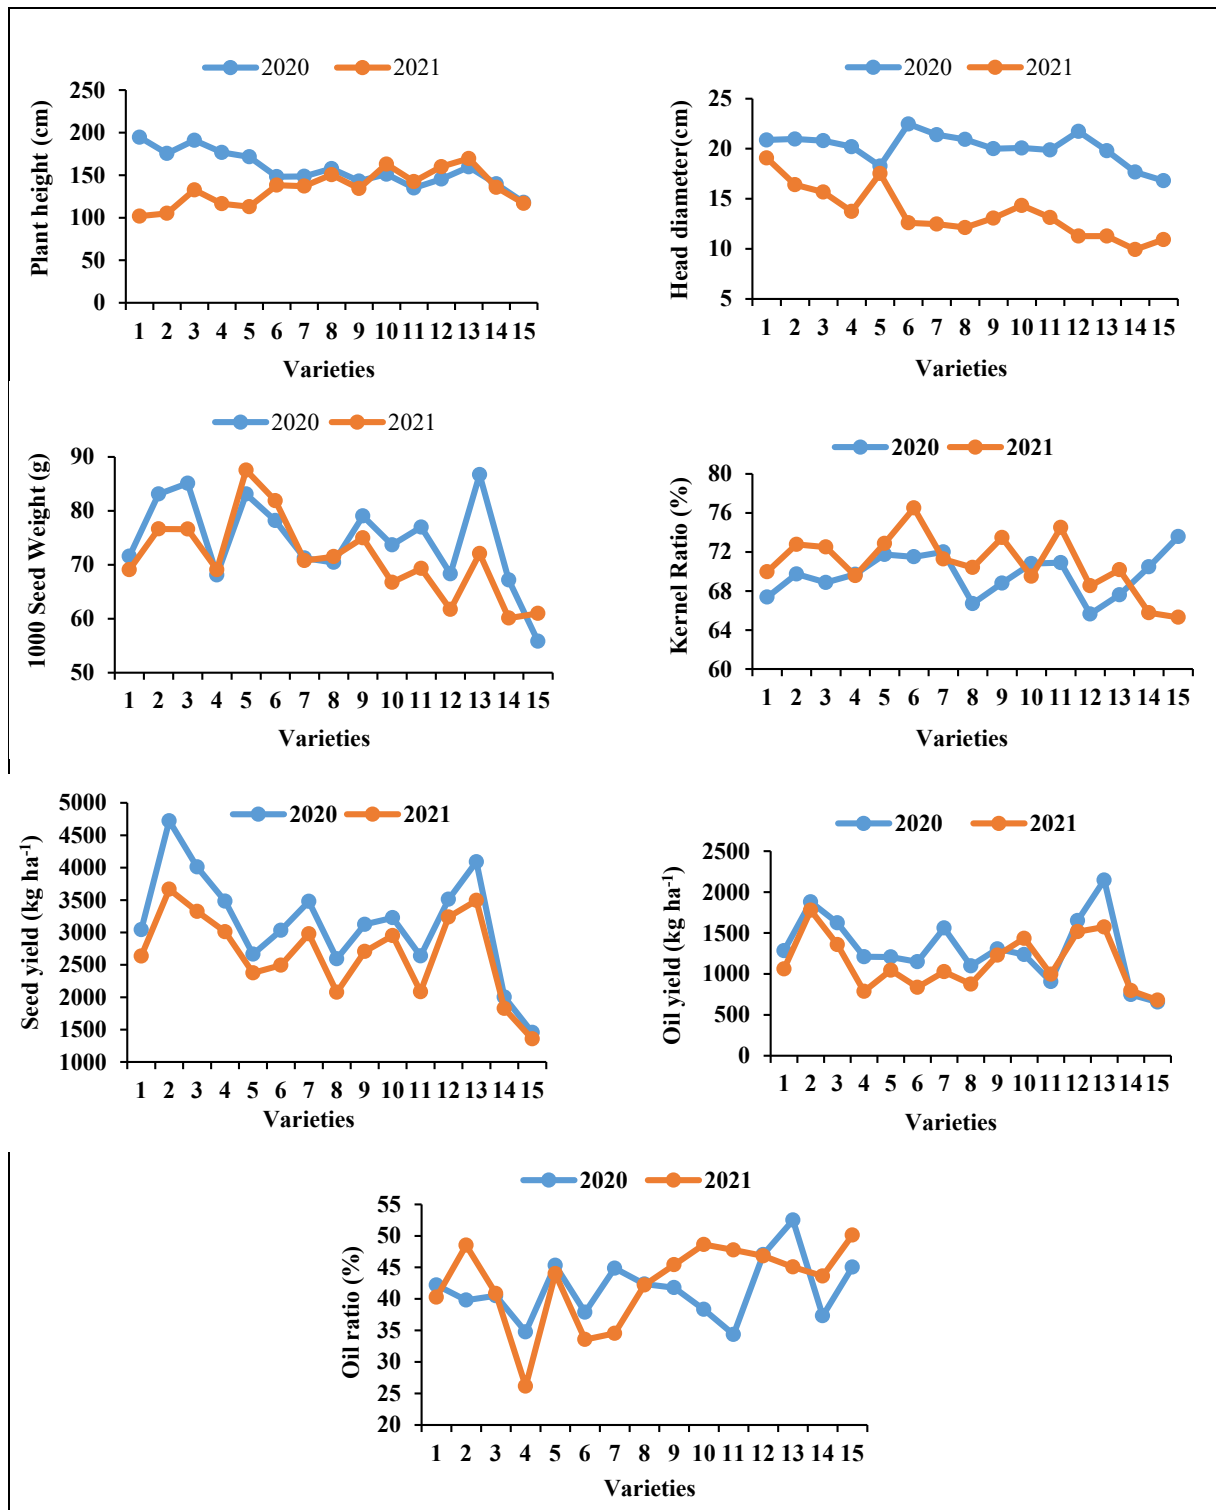 2020 2021
Plant height (cm)
250
200
150
100
50
0
1 2 3 4 5 6 7 8 9 10 11 12 13 14 15
Varieties
2020 2021
Head diameter(cm)
25
20
15
10
5
1 2 3 4 5 6 7 8 9 10 11 12 13 14 15
Varieties
2020 2021
1000 Seed Weight (g)
90
80
70
60
50
1 2 3 4 5 6 7 8 9 10 11 12 13 14 15
Varieties
2020 2021
Kernel Ratio (%)
80
76
72
68
64
60
1 2 3 4 5 6 7 8 9 10 11 12 13 14 15
Varieties
2020 2021
Seed yield (kg ha-1)
5000
4500
4000
3500
3000
2500
2000
1500
1000
1 2 3 4 5 6 7 8 9 10 11 12 13 14 15
Varieties
2020 2021
Oil yield (kg ha-1)
2500
2000
1500
1000
500
0
1 2 3 4 5 6 7 8 9 10 11 12 13 14 15
Varieties
2020 2021
Oil ratio (%)
55
50
45
40
35
30
25
20
1 2 3 4 5 6 7 8 9 10 11 12 13 14 15
Varieties